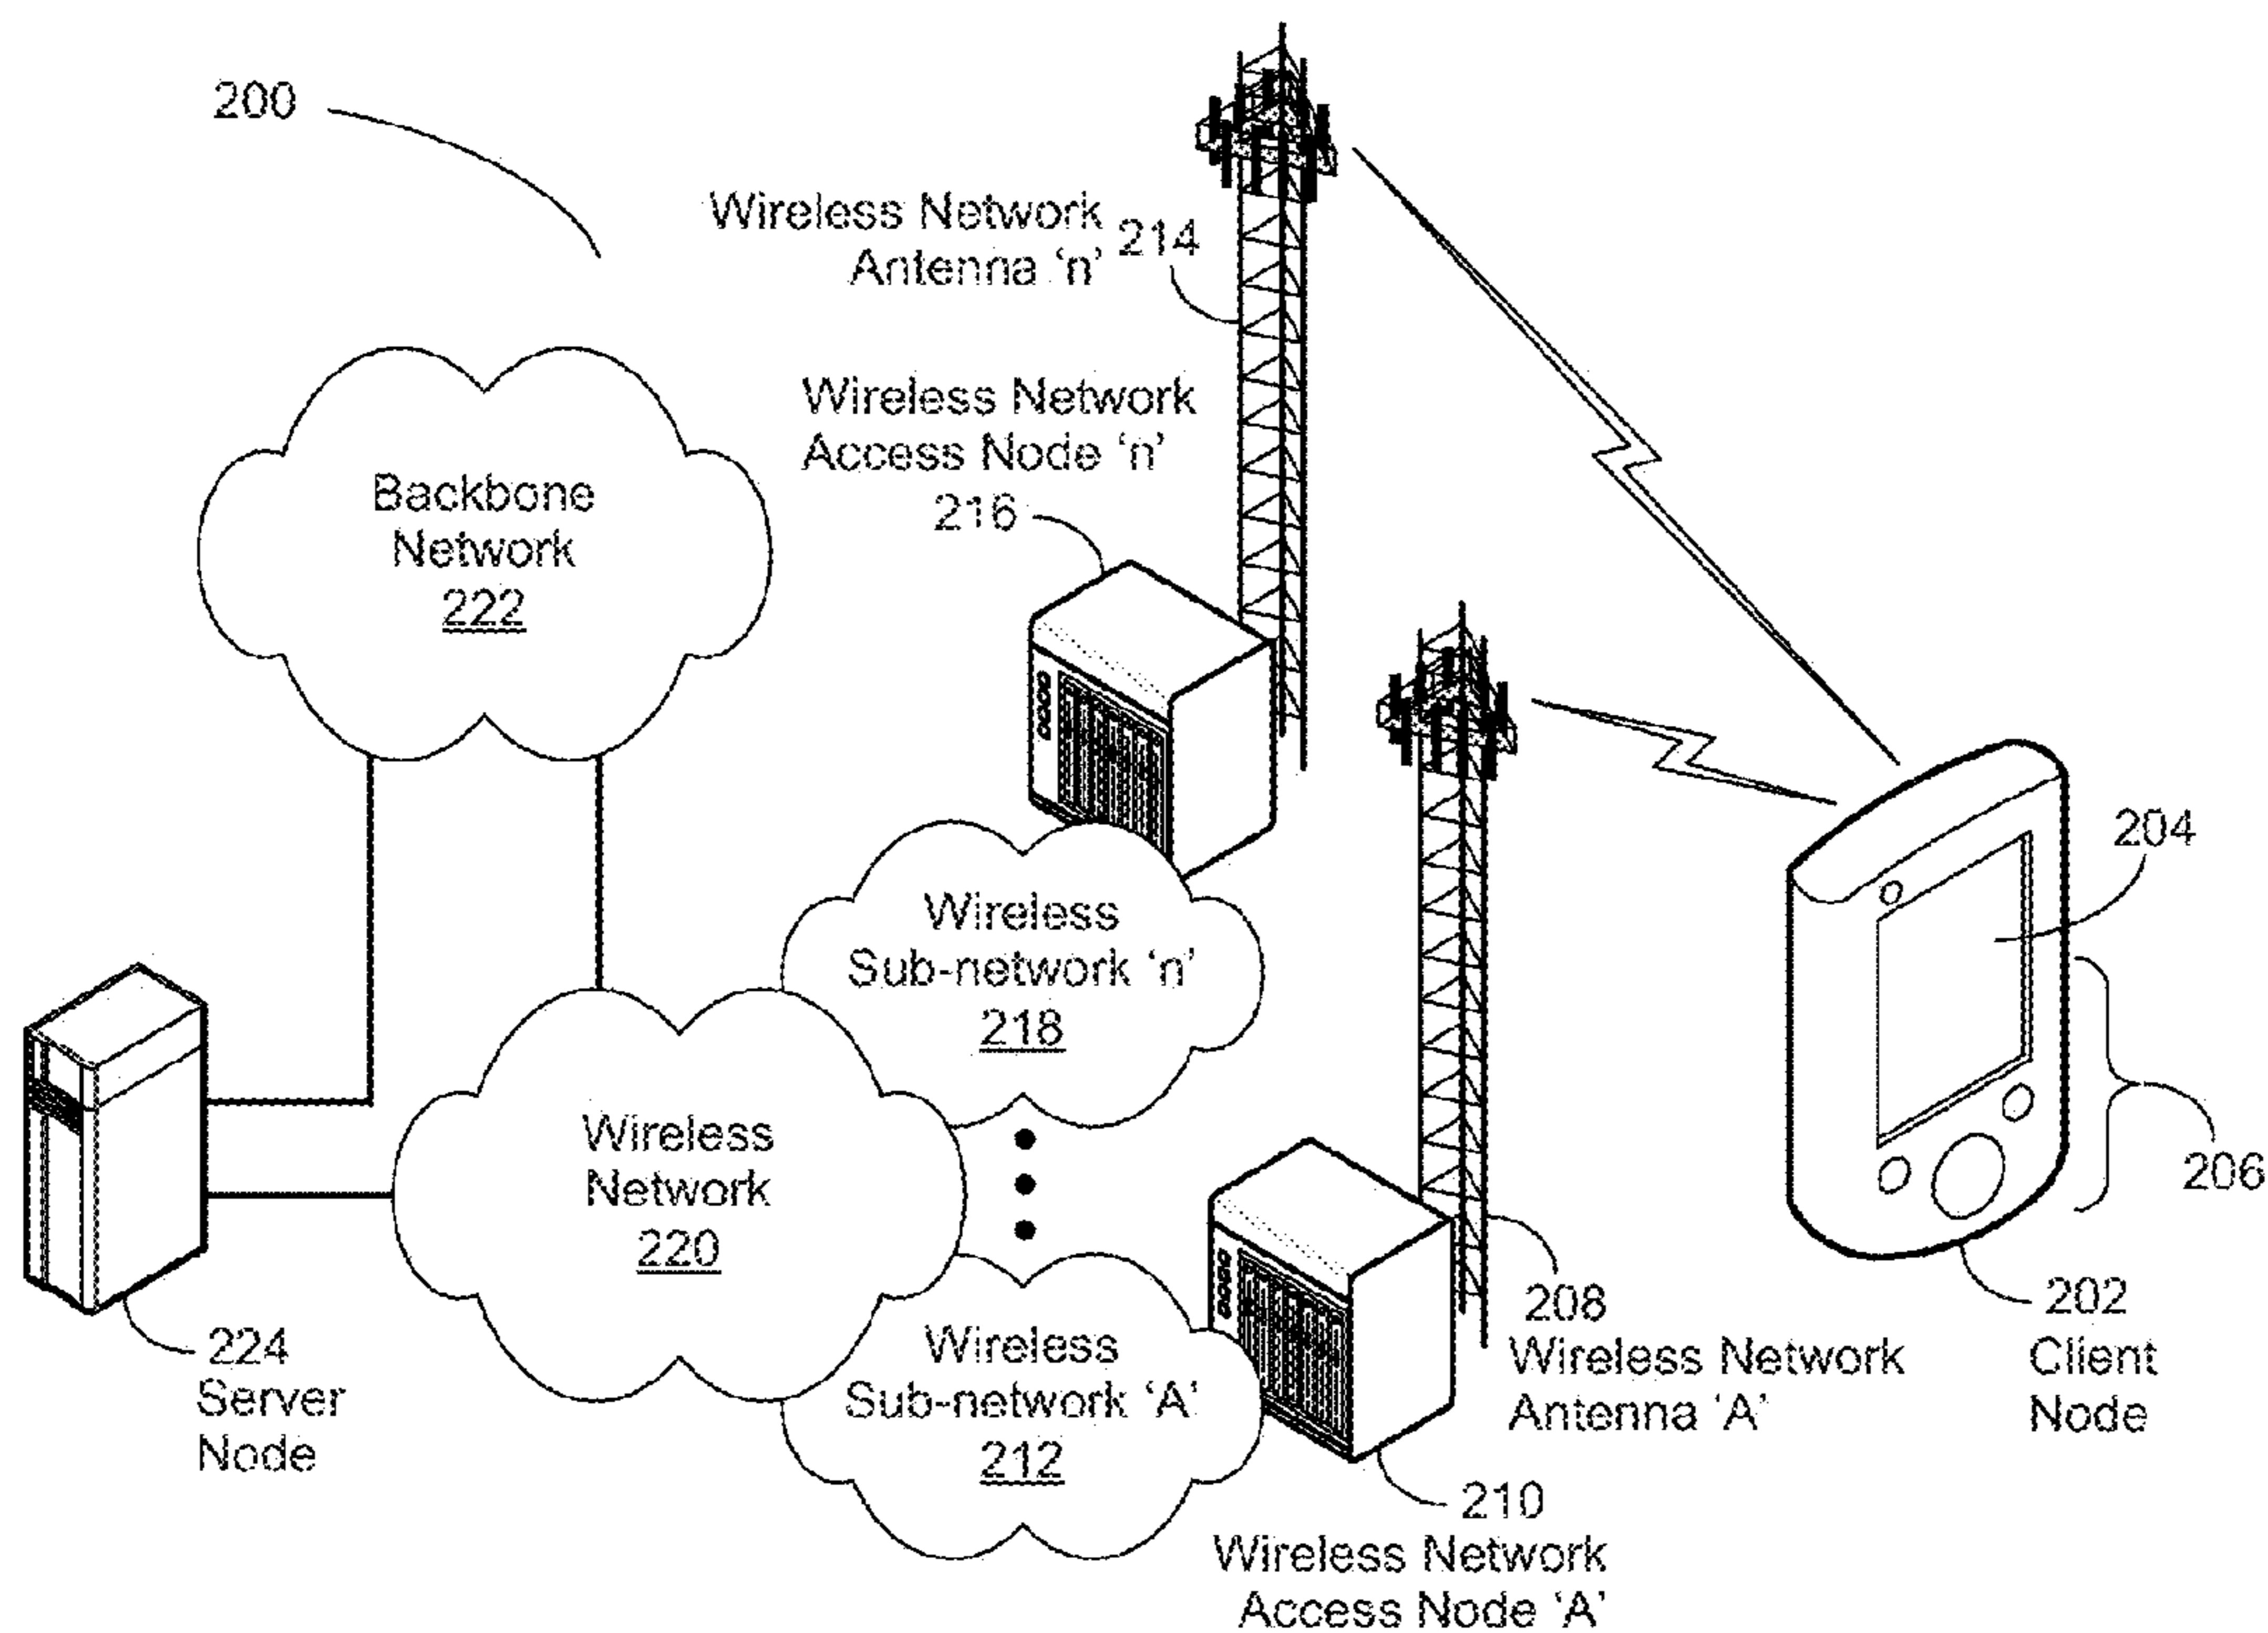 200
Wireless Network
Antenna ‘n’
214
Wireless Network
Access Node ‘n’
216
Backbone
Network
222
204
Wireless
Sub-network ‘n’
218
206
Wireless
Network
220
208
Wireless Network
Antenna ‘A’
202
Client
Node
224
Server
Node
Wireless
Sub-network ‘A’
212
210
Wireless Network
Access Node ‘A’